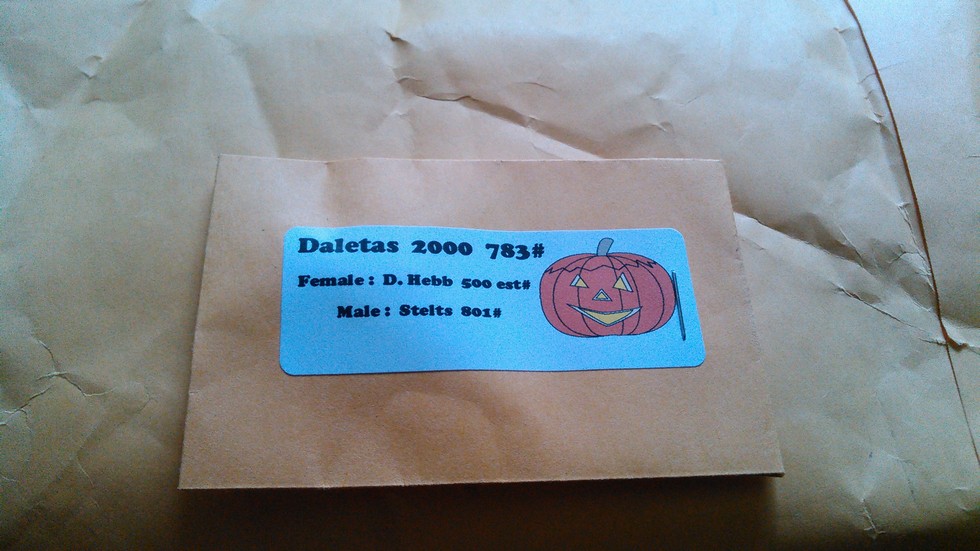 Daletas 2000 783#
Female: D. Hebb 500 est#
Male: Stelts 801#